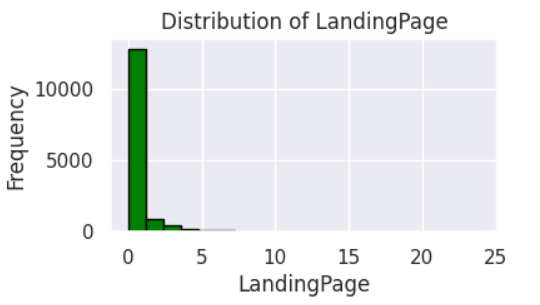 Distribution of LandingPage
Frequency
10000
5000
0
0 5 10 15 20 25
LandingPage